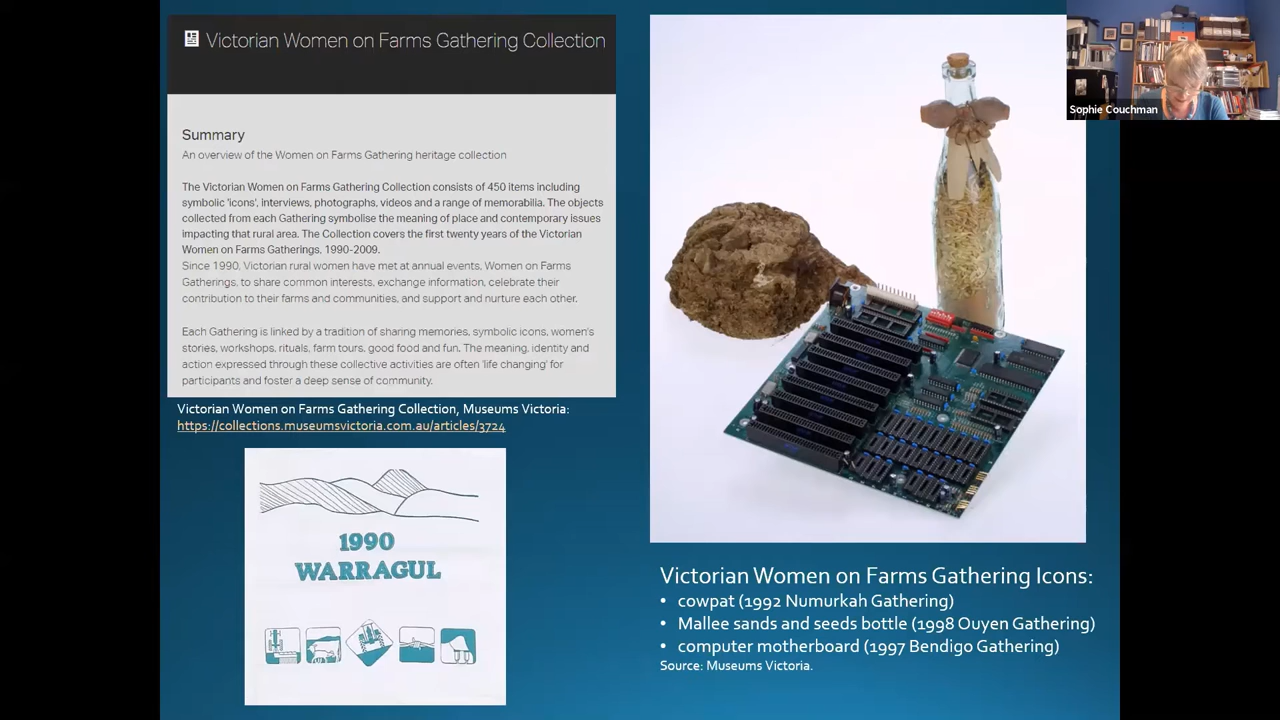 Victorian Women on Farms Gathering Collection
Summary
An overview of the Women on Farms Gathering heritage collection
The Victorian Women on Farms Gathering Collection consists of 450 items including
symbolic 'icons', interviews, photographs, videos and a range of memorabilia. The objects
collected from each Gathering symbolise the meaning of place and contemporary issues
impacting that rural area. The Collection covers the first twenty years of the Victorian
Women on Farms Gatherings, 1990-2009.
Since 1990, Victorian rural women have met at annual events, Women on Farms
Gatherings, to share common interests, exchange information, celebrate their
contribution to their farms and communities, and support and nurture each other.
Each Gathering is linked by a tradition of sharing memories, symbolic icons, women's
stories, workshops, rituals, farm tours, good food and fun. The meaning, identity and
action expressed through these collective activities are often 'life changing' for
participants and foster a deep sense of community.
Victorian Women on Farms Gathering Collection, Museums Victoria:
https://collections.museumsvictoria.com.au/articles/3724
1990
WARRAGUL
Sophie Couchman
Victorian Women on Farms Gathering Icons:
• cowpat (1992 Numurkah Gathering)
• Mallee sands and seeds bottle (1998 Ouyen Gathering)
• computer motherboard (1997 Bendigo Gathering)
Source: Museums Victoria.